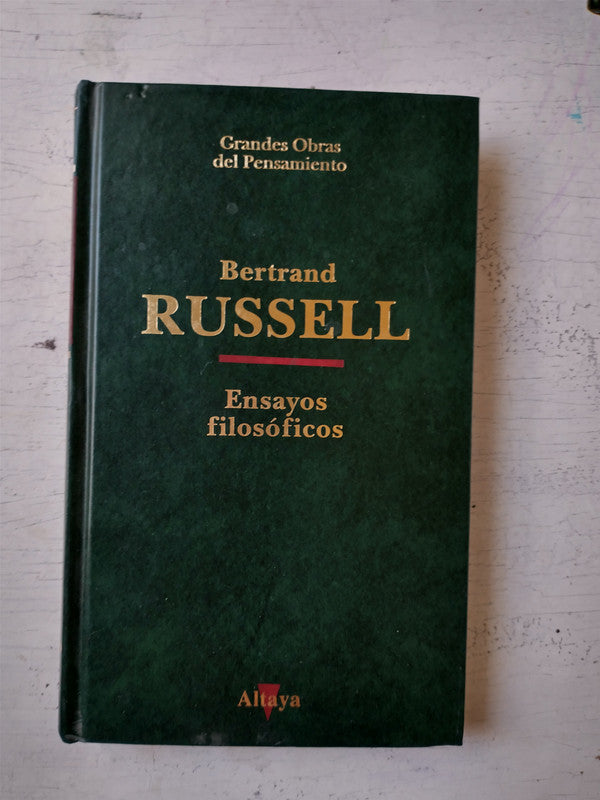 Grandes Obras
del Pensamiento
Bertrand
RUSSELL
Ensayos
filosóficos
Altaya